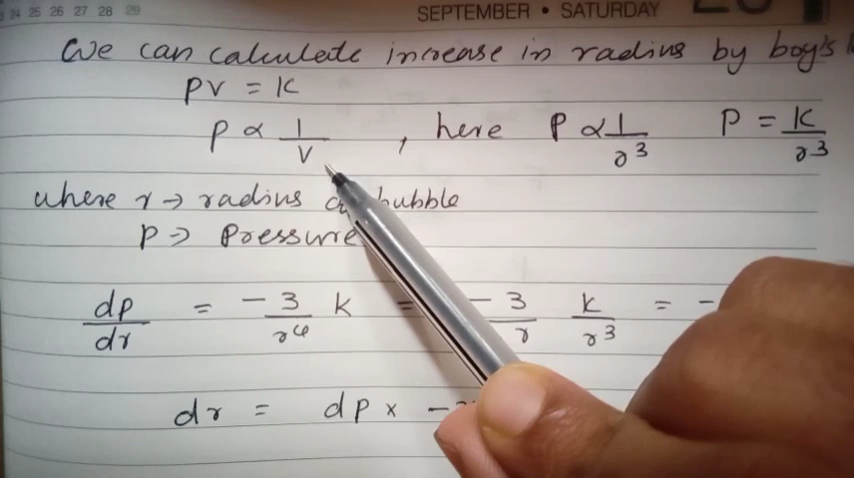 24 25 26 27 28 29
SEPTEMBER • SATURDAY
We can calculate increase in radius by boy's
PV = K
P ∝ 1/V , here P ∝ 1/r³ P = K/r³
where r → radius bubble
P → Pressure
dp/dr = -3/r⁴ k = -3/r k/r³ = -
dr = dp × -